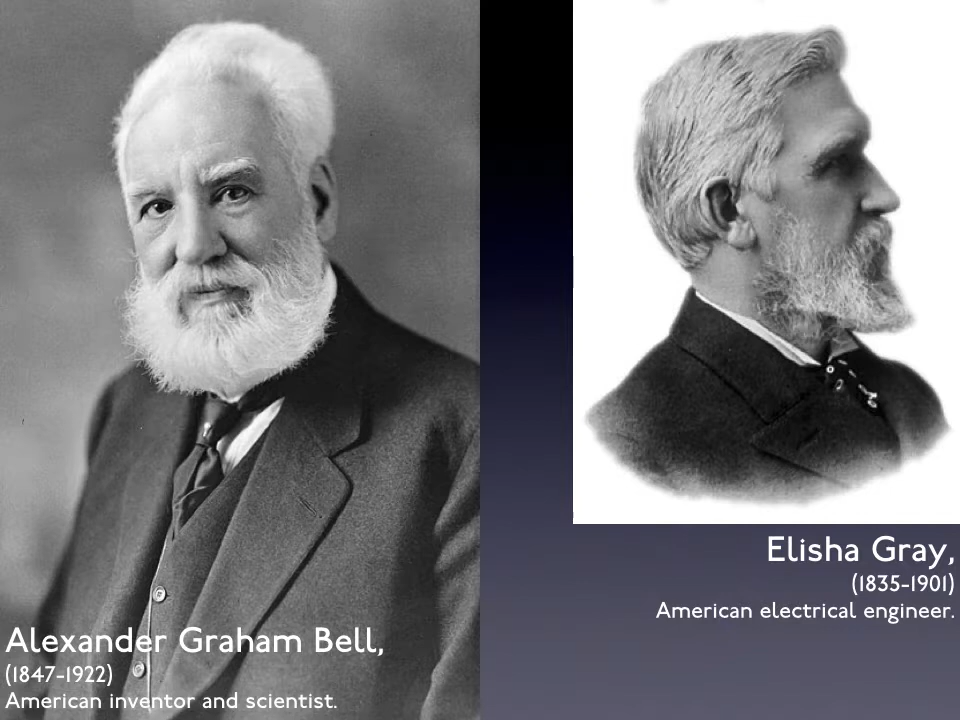 Alexander Graham Bell,
(1847-1922)
American inventor and scientist.
Elisha Gray,
(1835-1901)
American electrical engineer.